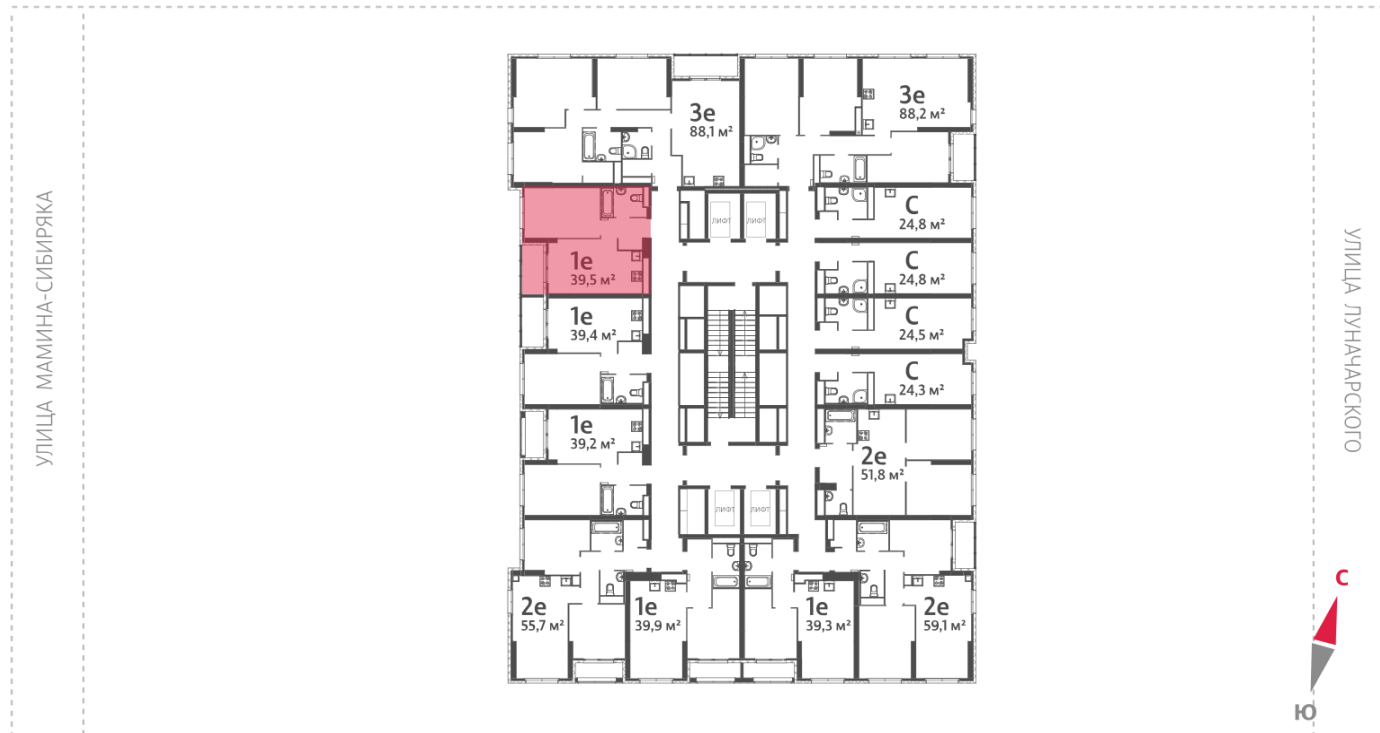 УЛИЦА МАМИНА-СИБИРЯКА
3е
88,1 м²
3е
88,2 м²
ЛИФТ
ЛИФТ
С
24,8 м²
1е
39,5 м²
С
24,8 м²
1е
39,4 м²
С
24,5 м²
С
24,3 м²
1е
39,2 м²
2е
51,8 м²
ЛИФТ
ЛИФТ
2е
55,7 м²
1е
39,9 м²
1е
39,3 м²
2е
59,1 м²
УЛИЦА ЛУНАЧАРСКОГО
С
Ю